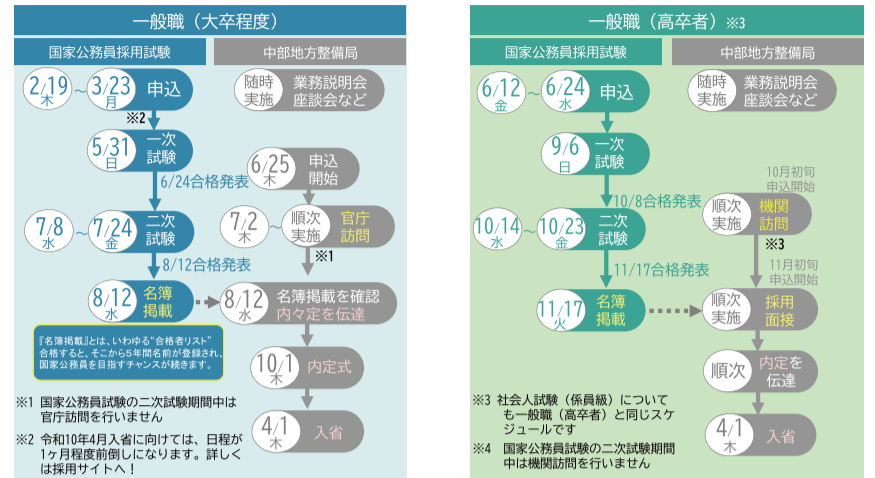 一般職（大卒程度）
国家公務員採用試験
中部地方整備局
2/19
木
～
3/23
月
申込
※2
随時
実施
業務説明会
座談会など
5/31
日
一次
試験
6/24合格発表
6/25
木
申込
開始
7/8
水
～
7/24
金
二次
試験
7/2
木
～
順次
実施
官庁
訪問
※1
8/12合格発表
8/12
水
名簿
掲載
8/12
水
名簿掲載を確認
内々定を伝達
『名簿掲載』とは、いわゆる“合格者リスト”
合格すると、そこから5年間名前が登録され、
国家公務員を目指すチャンスが続きます。
10/1
木
内定式
4/1
木
入省
※1 国家公務員試験の二次試験期間中は
官庁訪問を行いません
※2 令和10年4月入省に向けては、日程が
1ヶ月程度前倒しになります。詳しく
は採用サイトへ！
一般職（高卒者）※3
国家公務員採用試験
中部地方整備局
6/12
金
～
6/24
水
申込
随時
実施
業務説明会
座談会など
9/6
日
一次
試験
10/8合格発表
10月初旬
申込開始
順次
実施
機関
訪問
※3
10/14
水
～
10/23
金
二次
試験
11/17合格発表
11月初旬
申込開始
11/17
火
名簿
掲載
順次
実施
採用
面接
順次
内定を
伝達
4/1
木
入省
※3 社会人試験（係員級）について
も一般職（高卒者）と同じスケ
ジュールです
※4 国家公務員試験の二次試験期間
中は機関訪問を行いません